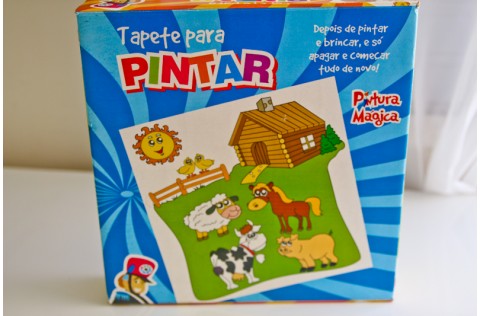 Tapete para
PINTAR
Depois de pintar
e brincar, e só
apagar e começar
tudo de novo!
Pintura
Mágica